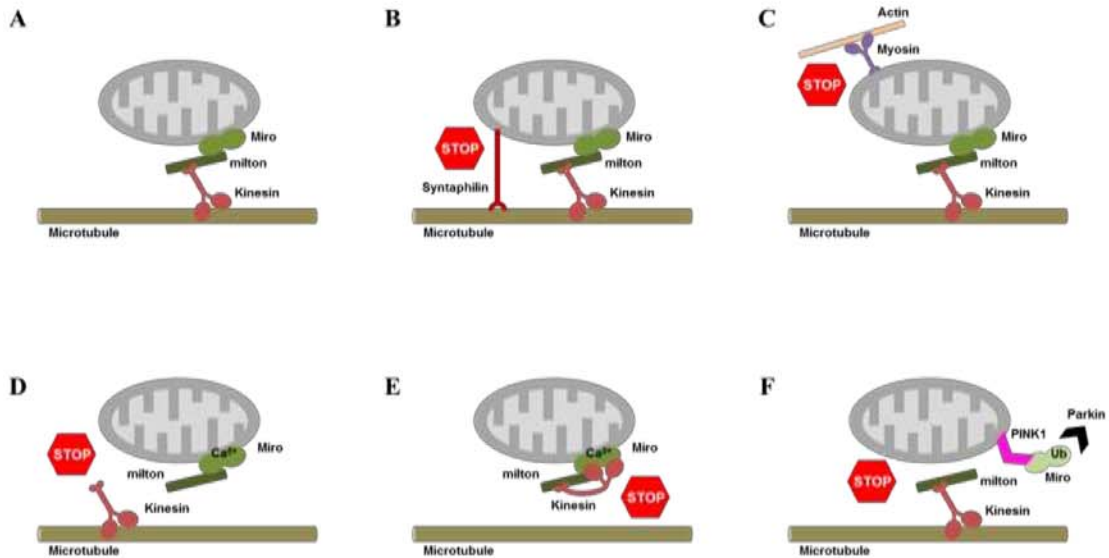 A
Miro
milton
Kinesin
Microtubule
B
STOP
Syntaphilin
Miro
milton
Kinesin
Microtubule
C
Actin
Myosin
STOP
Miro
milton
Kinesin
Microtubule
D
STOP
Ca²⁺
Miro
milton
Kinesin
Microtubule
E
Ca²⁺
Miro
milton
Kinesin
STOP
Microtubule
F
Parkin
PINK1
Ub
Miro
STOP
milton
Kinesin
Microtubule